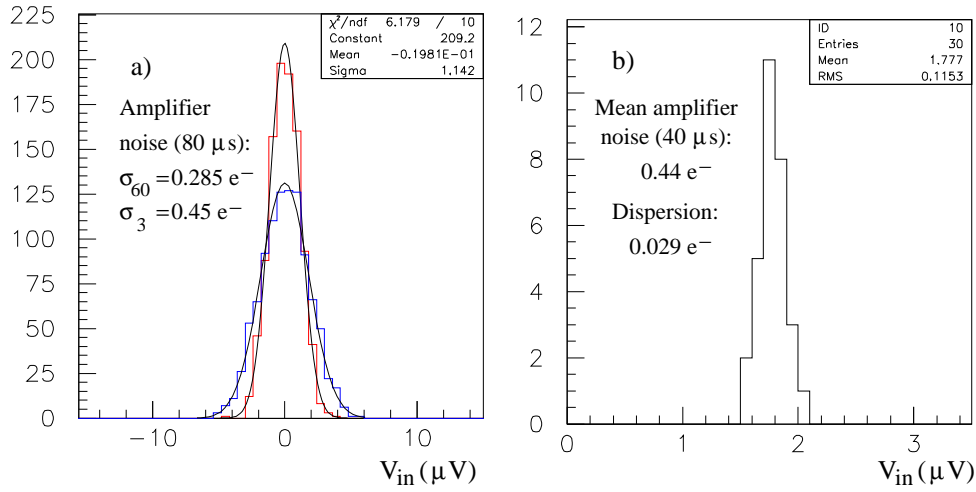 225
200
175
150
125
100
75
50
25
0
−10
0
10
V_in (μV)
χ²/ndf 6.179 / 10
Constant 209.2
Mean −0.1981E−01
Sigma 1.142
a)
Amplifier
noise (80 μs):
σ_60 =0.285 e⁻
σ_3 =0.45 e⁻
12
10
8
6
4
2
0
0
1
2
3
V_in (μV)
ID 10
Entries 30
Mean 1.777
RMS 0.1153
b)
Mean amplifier
noise (40 μs):
0.44 e⁻
Dispersion:
0.029 e⁻